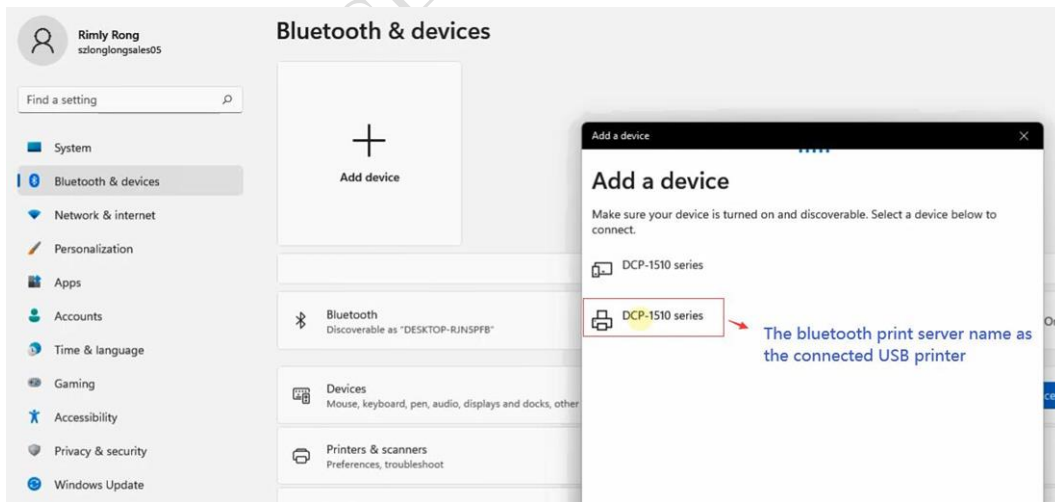 Rimly Rong
szlonglongsales05
Find a setting
System
Bluetooth & devices
Network & internet
Personalization
Apps
Accounts
Time & language
Gaming
Accessibility
Privacy & security
Windows Update
Bluetooth & devices
Add device
Bluetooth
Discoverable as "DESKTOP-RJNSPFB"
Devices
Mouse, keyboard, pen, audio, displays and docks, other
Printers & scanners
Preferences, troubleshoot
Add a device
Add a device
Make sure your device is turned on and discoverable. Select a device below to
connect.
DCP-1510 series
DCP-1510 series
The bluetooth print server name as
the connected USB printer